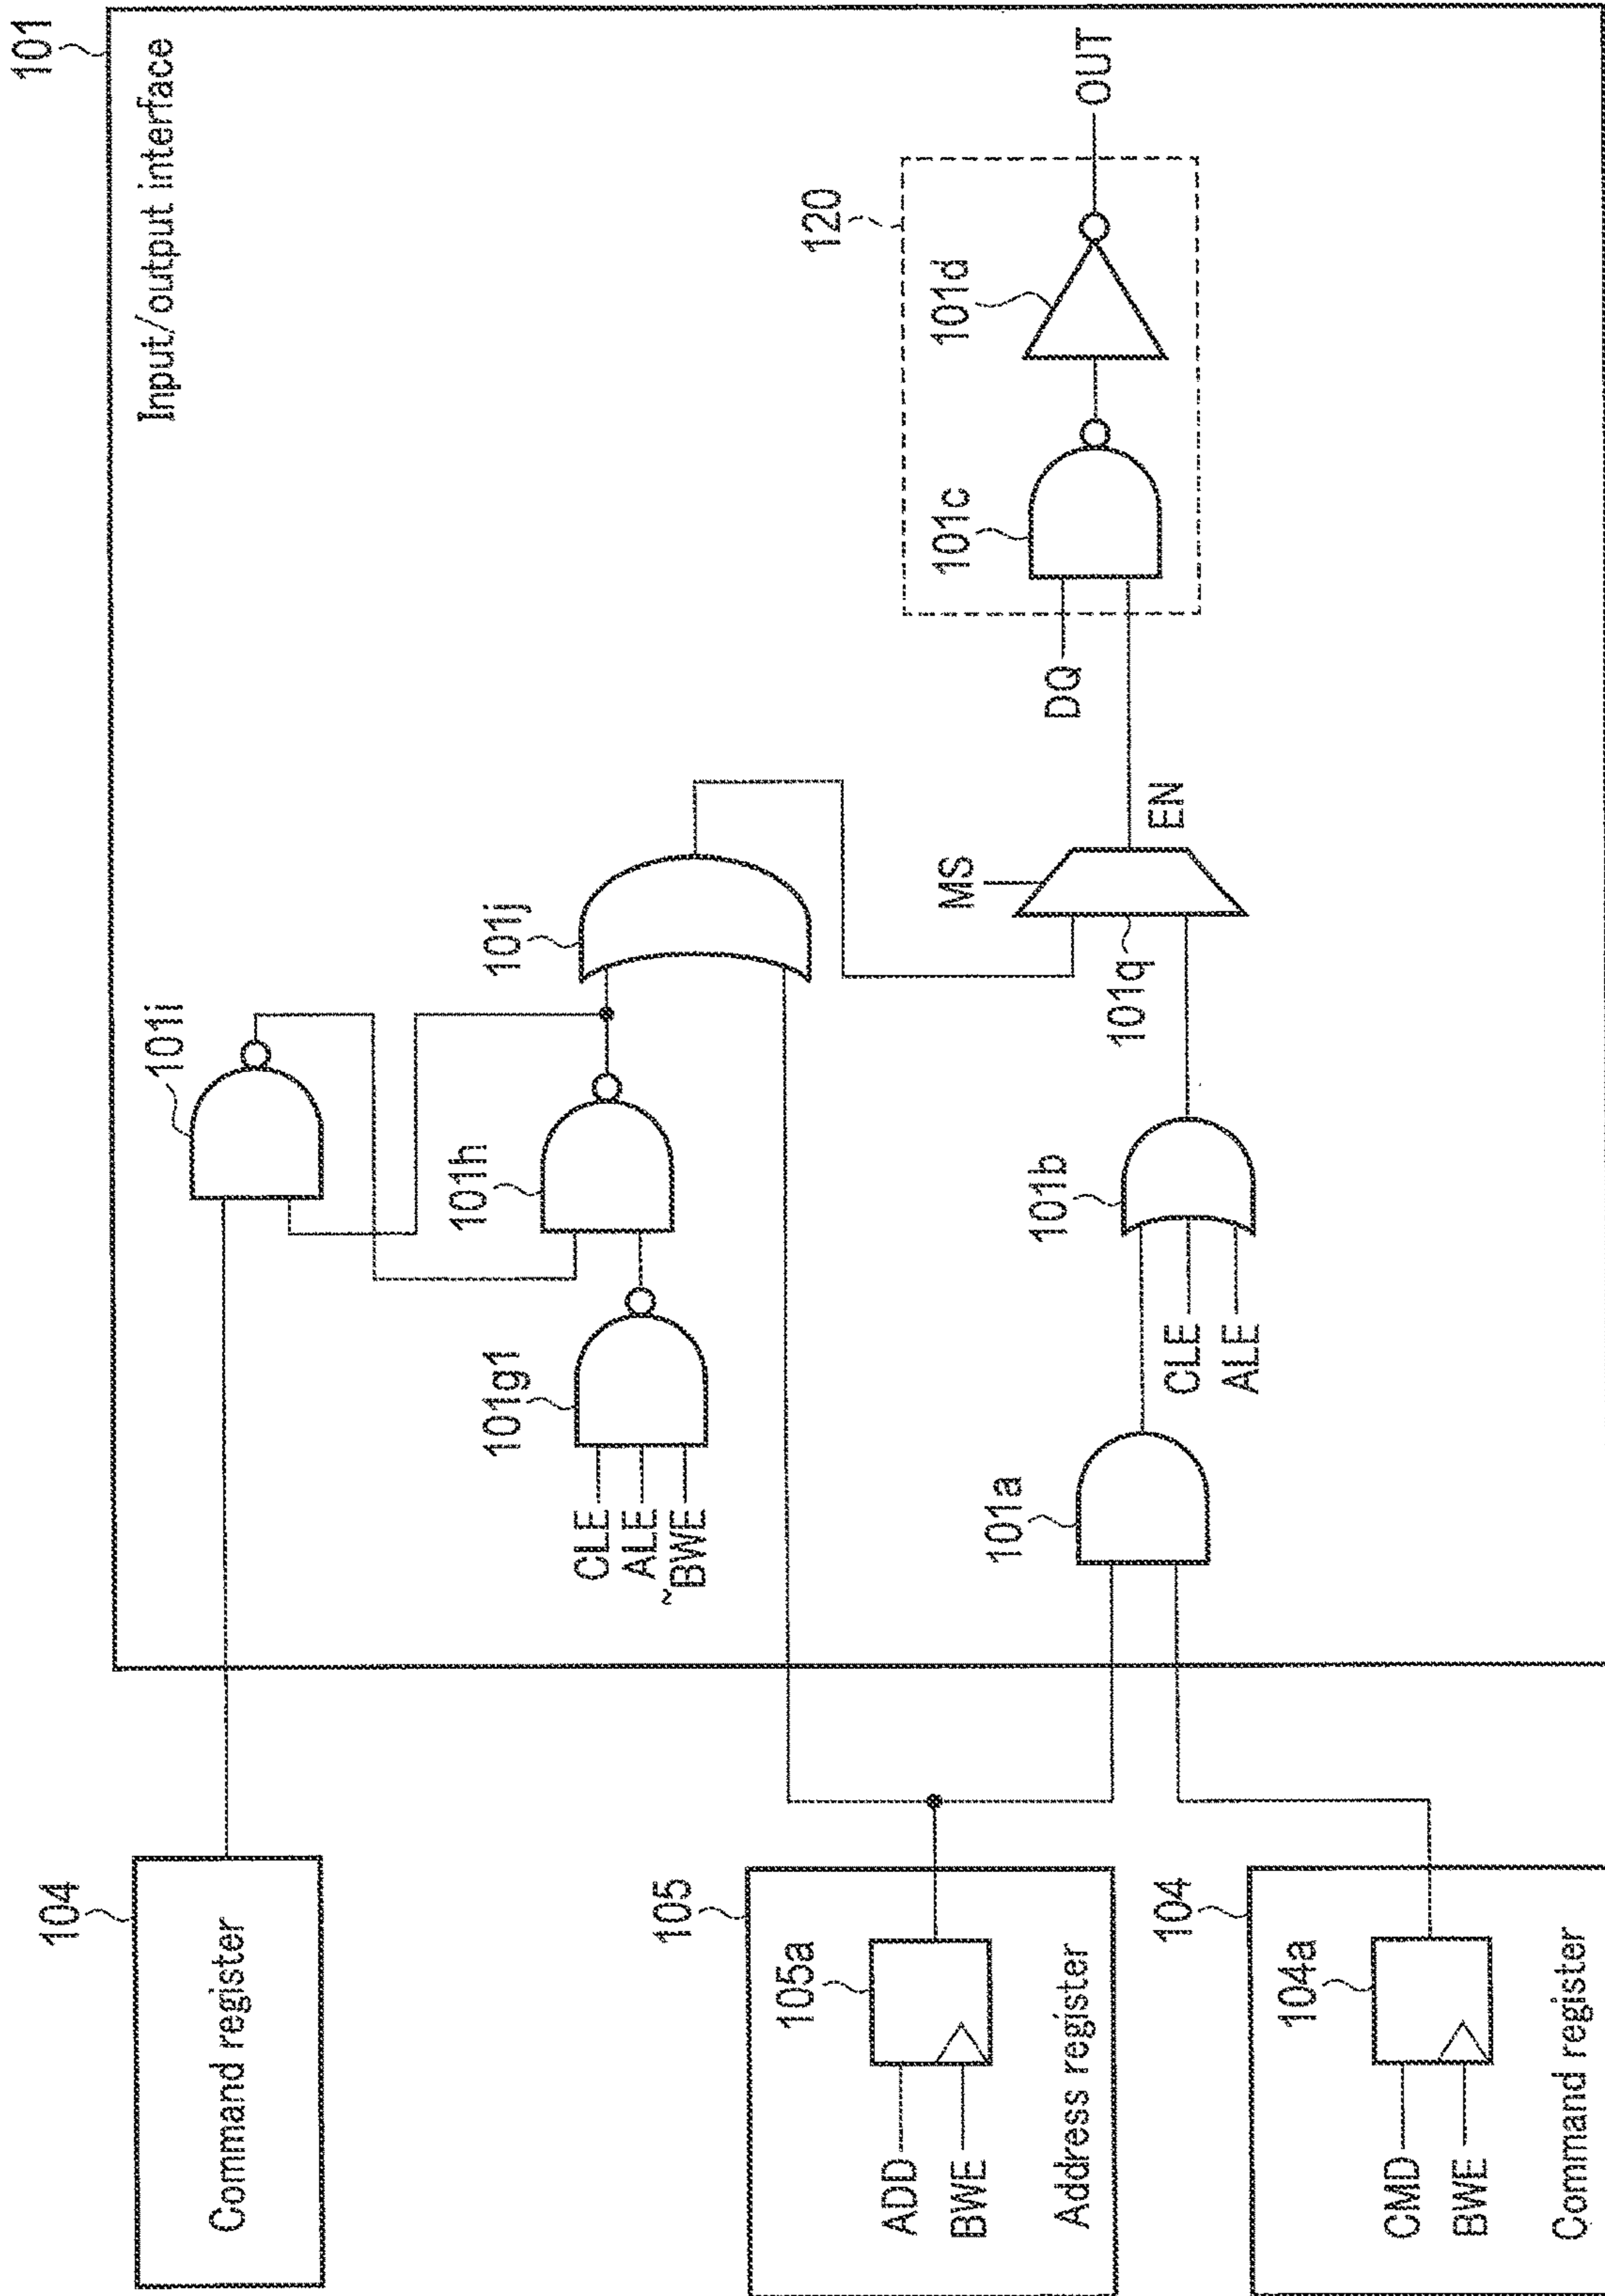 101
Input/output interface
104
Command register
101i
101h
101j
101g1
CLE
ALE
~BWE
105
105a
ADD
BWE
Address register
MS
101q
EN
DQ
120
101c
101d
OUT
101a
101b
CLE
ALE
104
104a
CMD
BWE
Command register